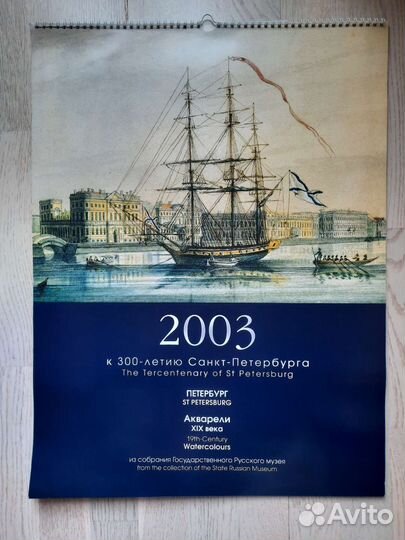 2003
к 300-летию Санкт-Петербурга
The Tercentenary of St Petersburg
ПЕТЕРБУРГ
ST PETERSBURG
Акварели
XIX века
19th-Century
Watercolours
из собрания Государственного Русского музея
from the collection of the State Russian Museum
Avito